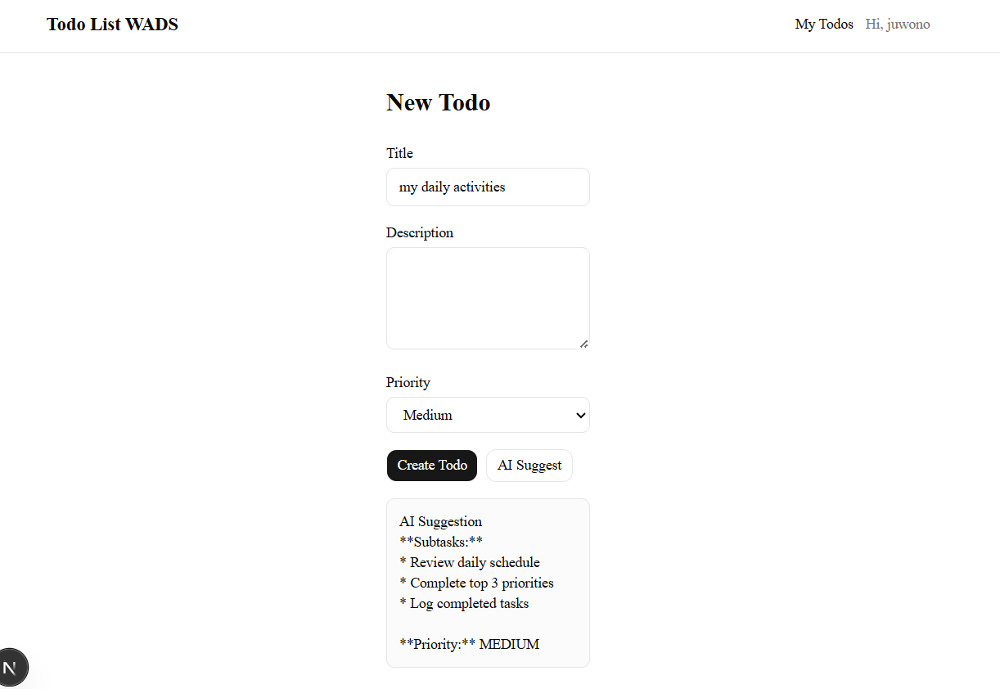 Todo List WADS
My Todos Hi, juwono
New Todo
Title
my daily activities
Description
Priority
Medium
Create Todo AI Suggest
AI Suggestion
**Subtasks:**
* Review daily schedule
* Complete top 3 priorities
* Log completed tasks
**Priority:** MEDIUM
N